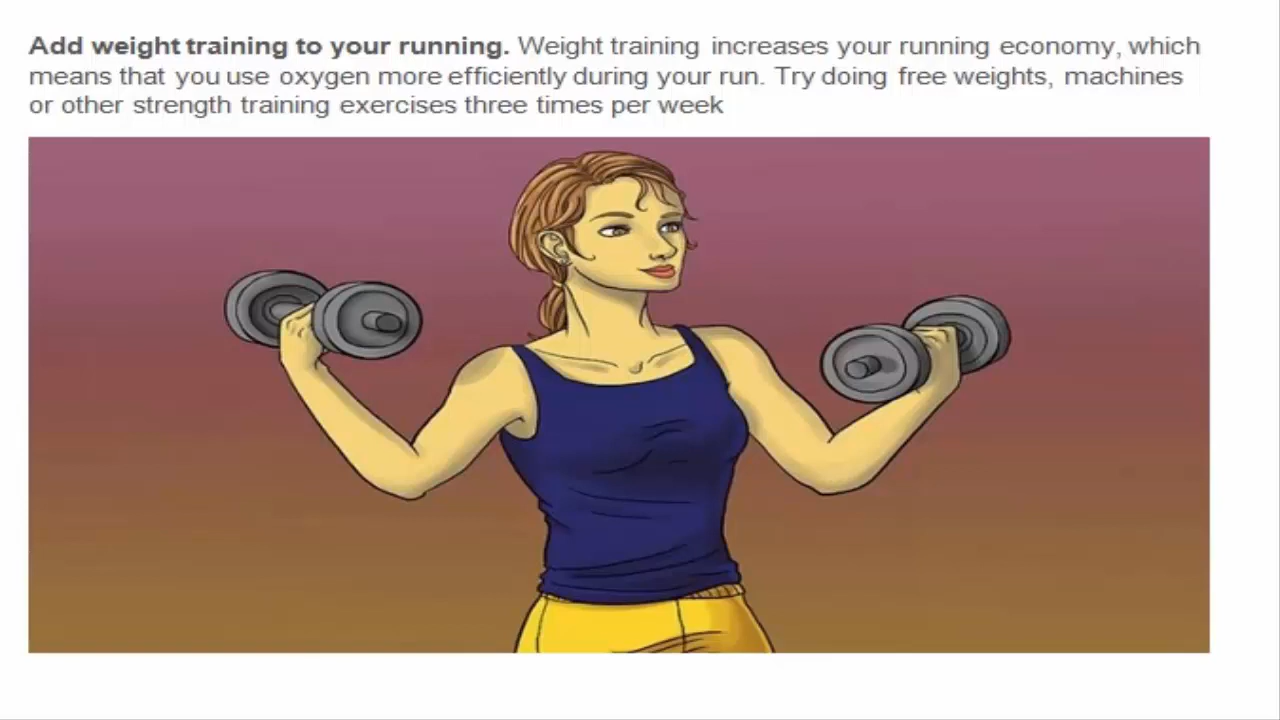 Add weight training to your running. Weight training increases your running economy, which
means that you use oxygen more efficiently during your run. Try doing free weights, machines
or other strength training exercises three times per week